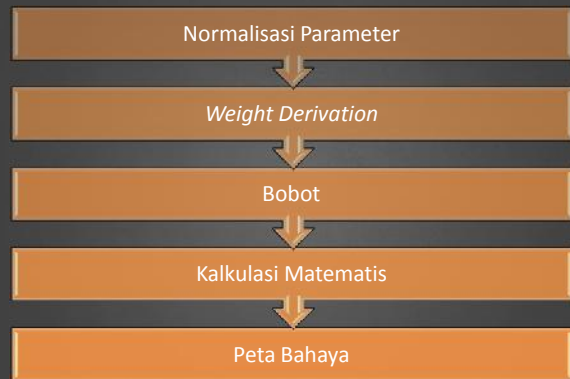 Normalisasi Parameter
Weight Derivation
Bobot
Kalkulasi Matematis
Peta Bahaya